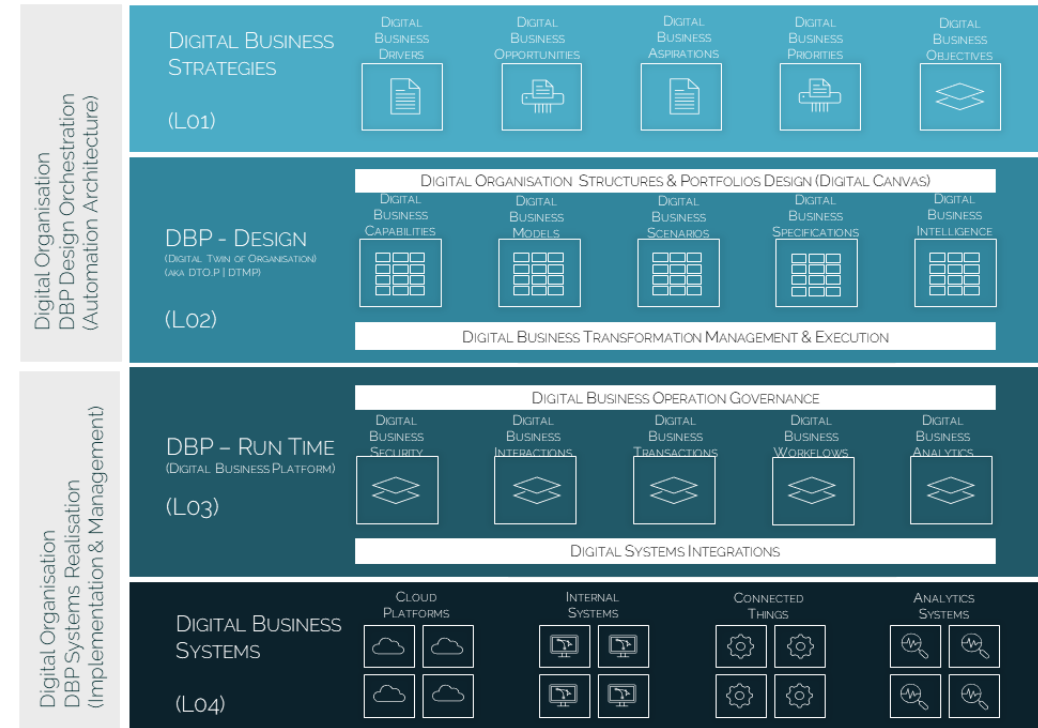 Digital Organisation
DBP Design Orchestration
(Automation Architecture)
Digital Business
Strategies
(L01)
Digital
Business
Drivers
Digital
Business
Opportunities
Digital
Business
Aspirations
Digital
Business
Priorities
Digital
Business
Objectives
DBP - Design
(Digital Twin of Organisation)
(aka DTO.P | DTMP)
(L02)
Digital Organisation Structures & Portfolios Design (Digital Canvas)
Digital
Business
Capabilities
Digital
Business
Models
Digital
Business
Scenarios
Digital
Business
Specifications
Digital
Business
Intelligence
Digital Business Transformation Management & Execution
Digital Organisation
DBP Systems Realisation
(Implementation & Management)
DBP – Run Time
(Digital Business Platform)
(L03)
Digital Business Operation Governance
Digital
Business
Security
Digital
Business
Interactions
Digital
Business
Transactions
Digital
Business
Workflows
Digital
Business
Analytics
Digital Systems Integrations
Digital Business
Systems
(L04)
Cloud
Platforms
Internal
Systems
Connected
Things
Analytics
Systems